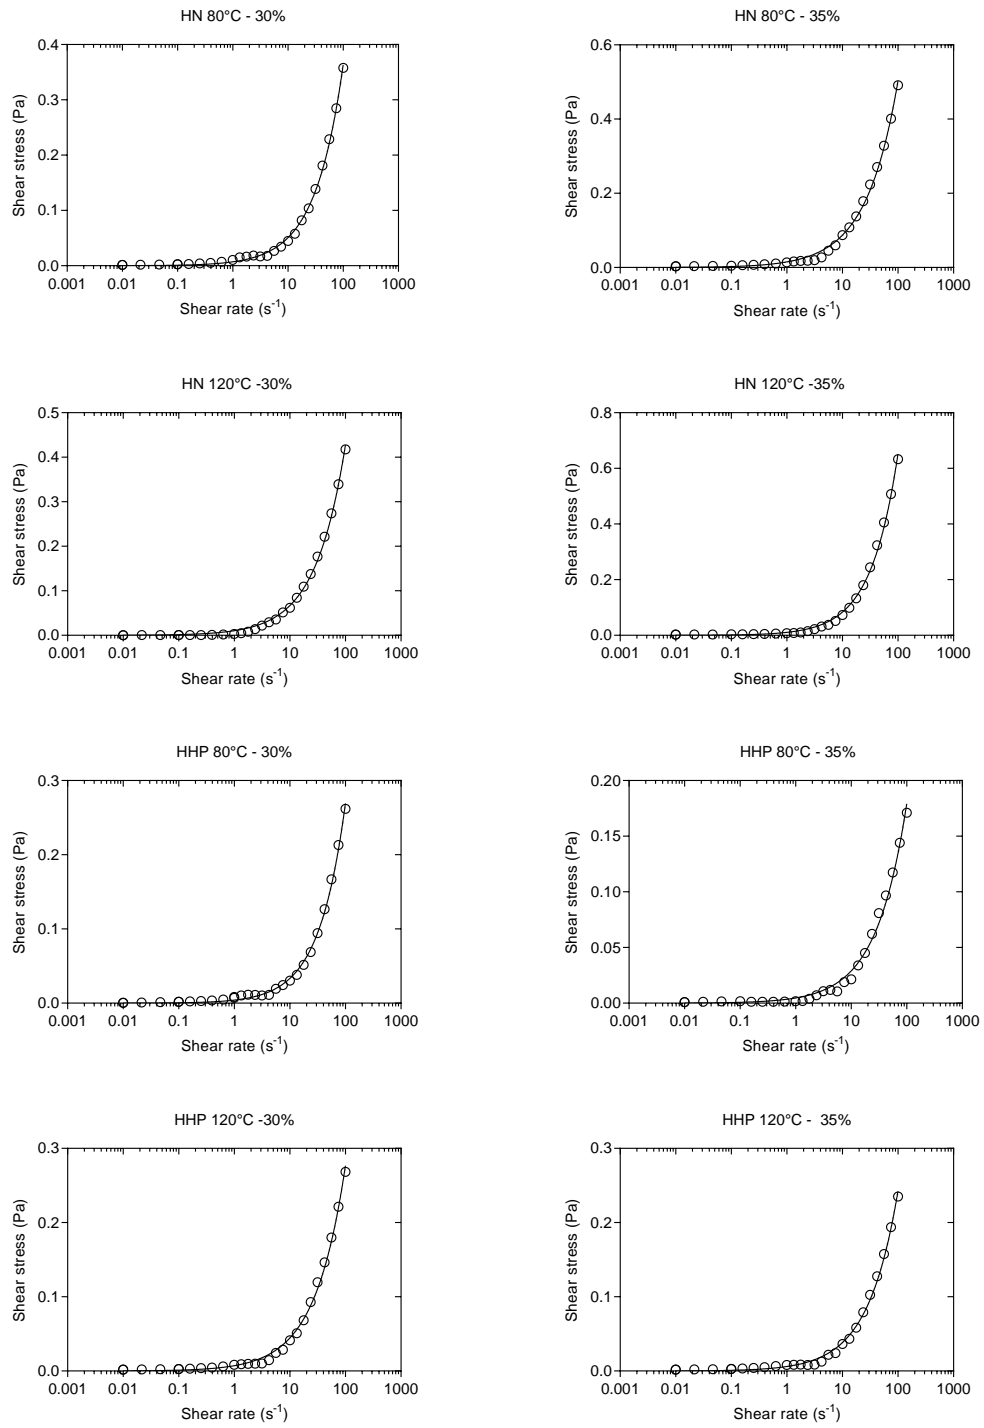 HN 80°C - 30%
0.4
0.3
0.2
0.1
0.0
Shear stress (Pa)
0.001 0.01 0.1 1 10 100 1000
Shear rate (s-1)
HN 80°C - 35%
0.6
0.4
0.2
0.0
Shear stress (Pa)
0.001 0.01 0.1 1 10 100 1000
Shear rate (s-1)
HN 120°C -30%
0.5
0.4
0.3
0.2
0.1
0.0
Shear stress (Pa)
0.001 0.01 0.1 1 10 100 1000
Shear rate (s-1)
HN 120°C -35%
0.8
0.6
0.4
0.2
0.0
Shear stress (Pa)
0.001 0.01 0.1 1 10 100 1000
Shear rate (s-1)
HHP 80°C - 30%
0.3
0.2
0.1
0.0
Shear stress (Pa)
0.001 0.01 0.1 1 10 100 1000
Shear rate (s-1)
HHP 80°C - 35%
0.20
0.15
0.10
0.05
0.00
Shear stress (Pa)
0.001 0.01 0.1 1 10 100 1000
Shear rate (s-1)
HHP 120°C -30%
0.3
0.2
0.1
0.0
Shear stress (Pa)
0.001 0.01 0.1 1 10 100 1000
Shear rate (s-1)
HHP 120°C - 35%
0.3
0.2
0.1
0.0
Shear stress (Pa)
0.001 0.01 0.1 1 10 100 1000
Shear rate (s-1)